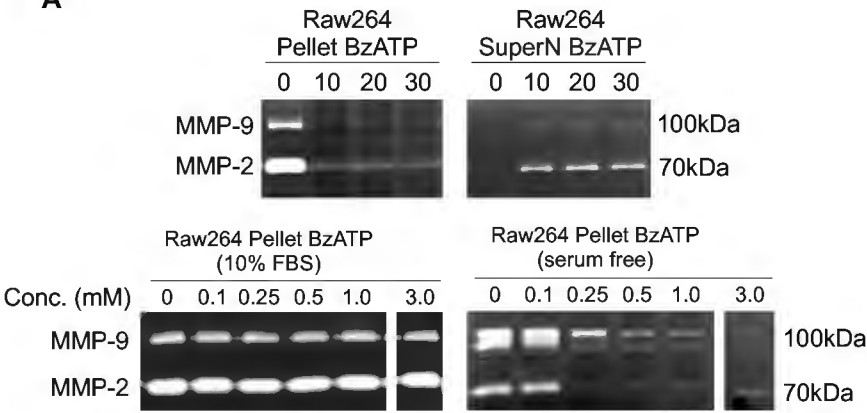 A
Raw264 Pellet BzATP
Raw264 SuperN BzATP
0 10 20 30
0 10 20 30
MMP-9
100kDa
MMP-2
70kDa
Raw264 Pellet BzATP
(10% FBS)
Raw264 Pellet BzATP
(serum free)
Conc. (mM) 0 0.1 0.25 0.5 1.0 3.0
0 0.1 0.25 0.5 1.0 3.0
MMP-9
100kDa
MMP-2
70kDa